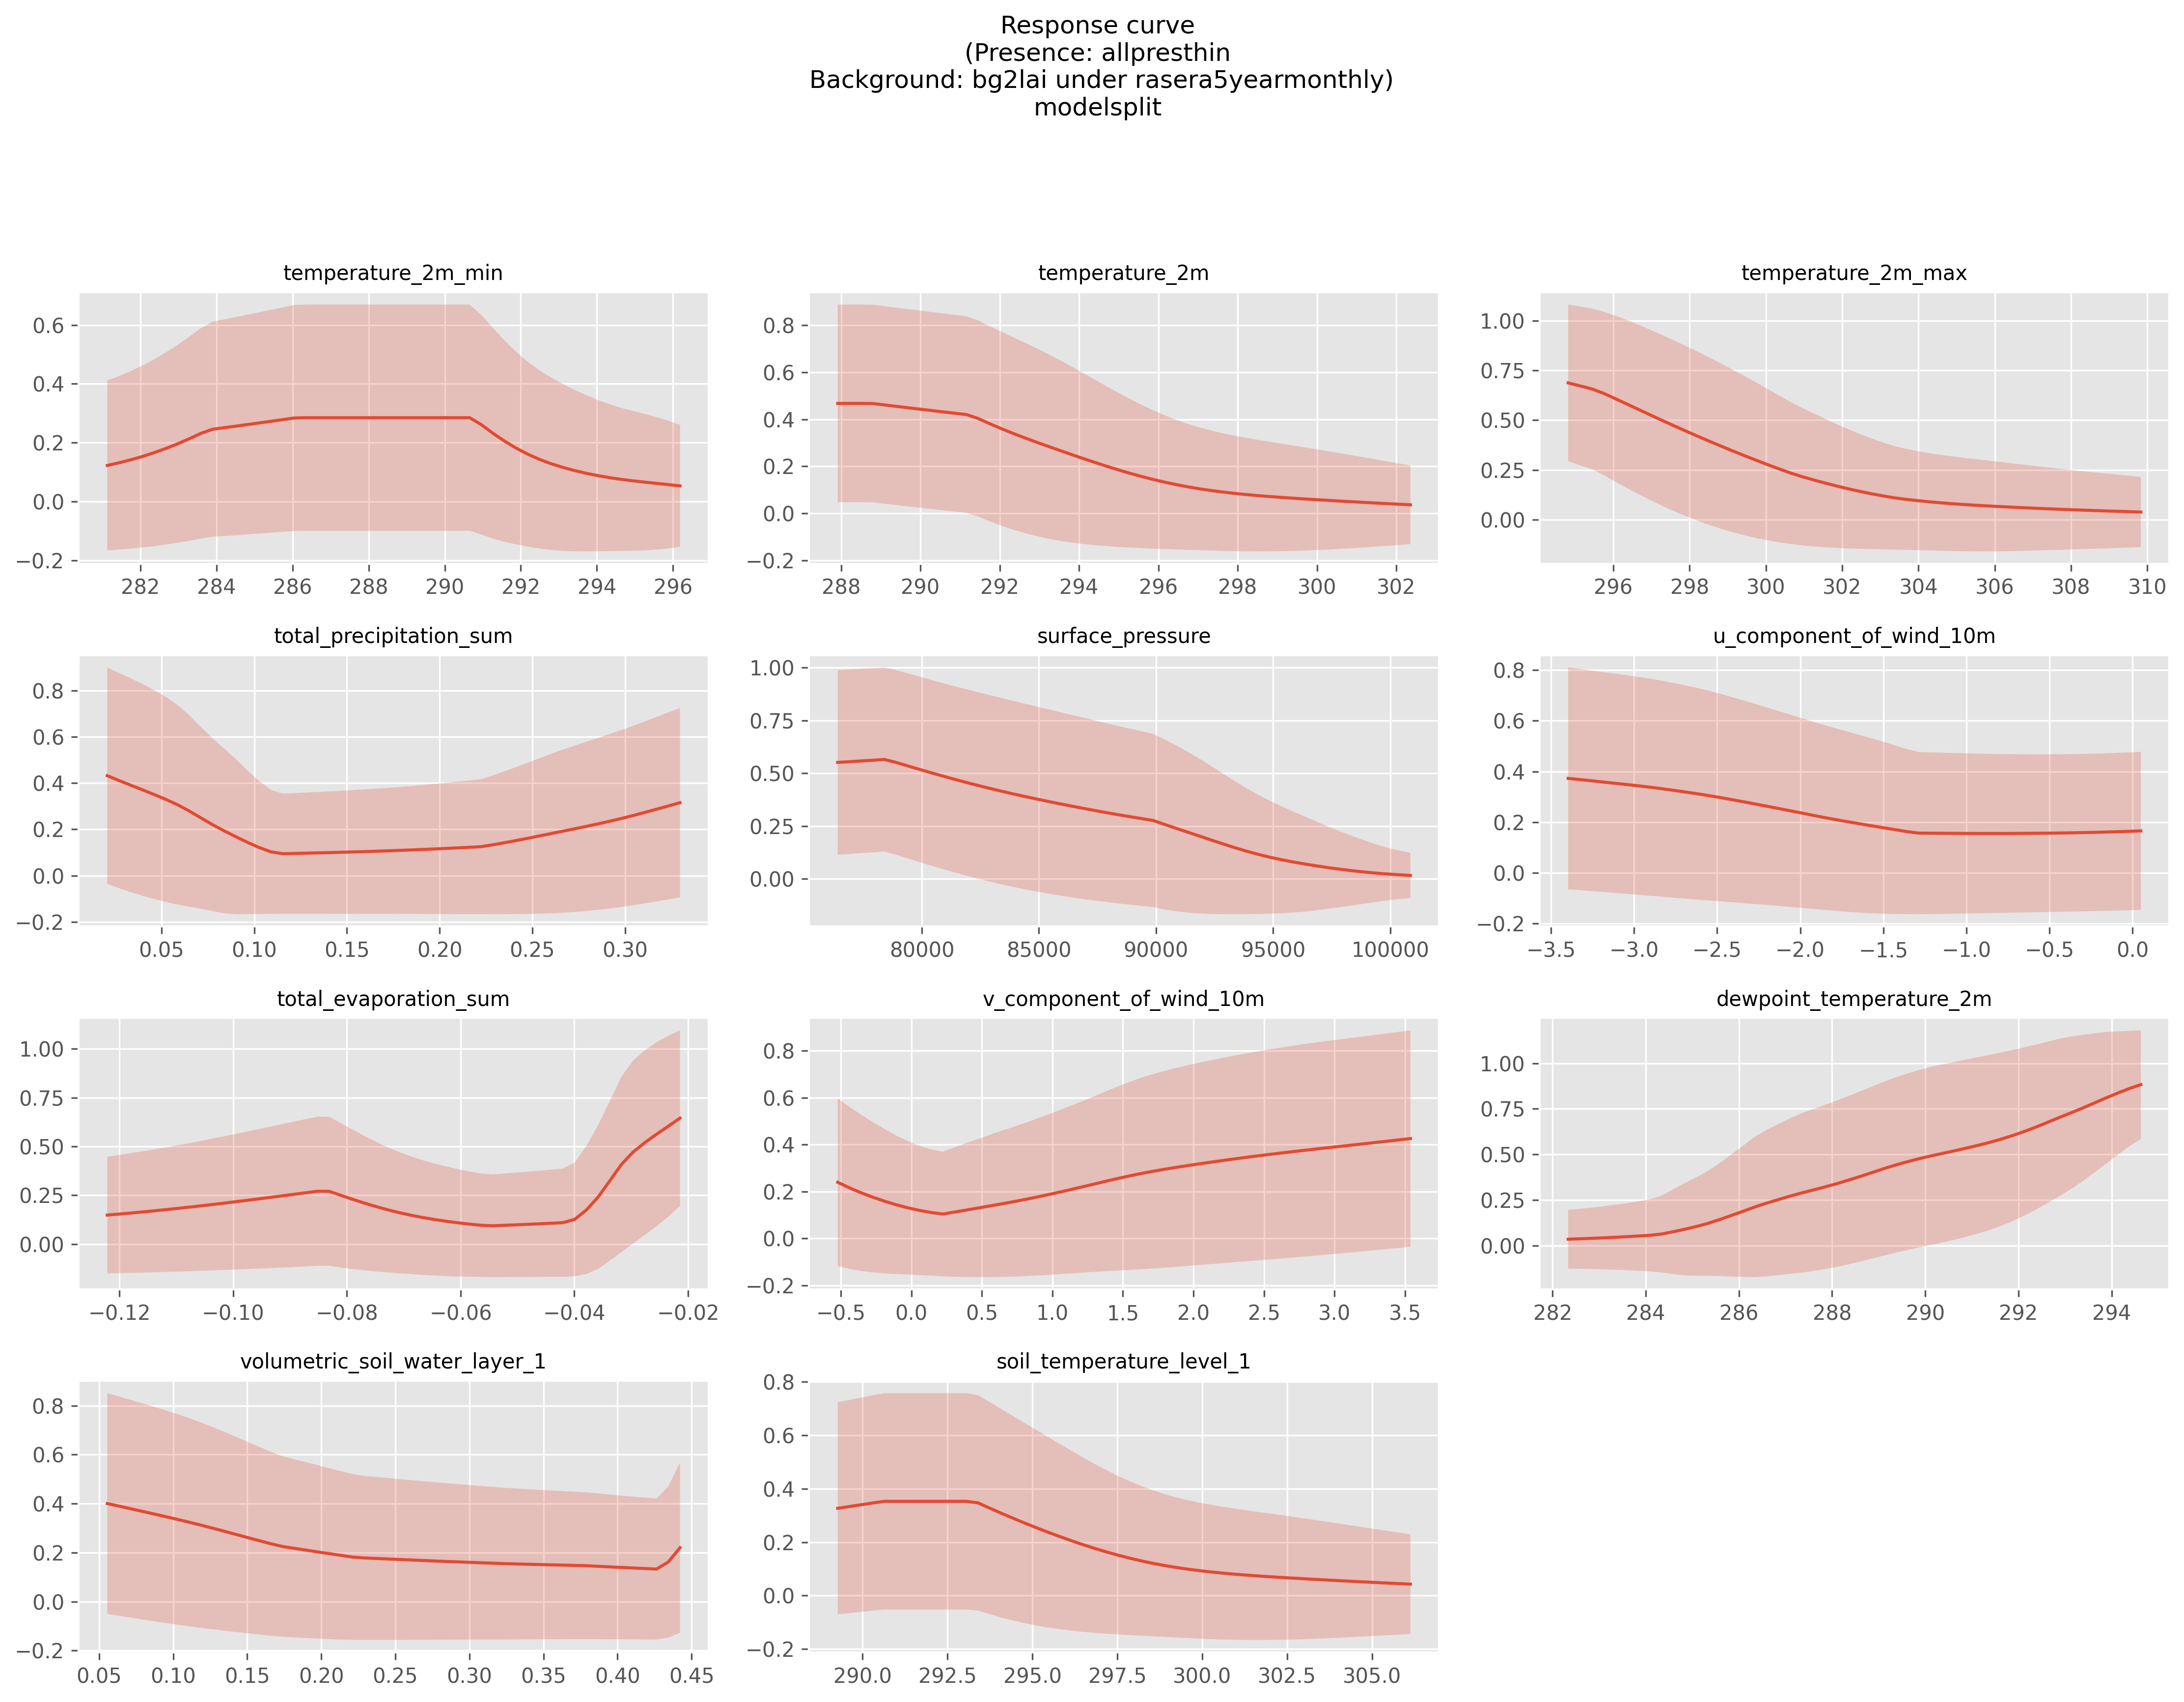 Response curve
(Presence: allpresthin
Background: bg2lai under rasera5yearmonthly)
modelsplit
temperature_2m_min
0.6
0.4
0.2
0.0
−0.2
282 284 286 288 290 292 294 296
temperature_2m
0.8
0.6
0.4
0.2
0.0
−0.2
288 290 292 294 296 298 300 302
temperature_2m_max
1.00
0.75
0.50
0.25
0.00
296 298 300 302 304 306 308 310
total_precipitation_sum
0.8
0.6
0.4
0.2
0.0
−0.2
0.05 0.10 0.15 0.20 0.25 0.30
surface_pressure
1.00
0.75
0.50
0.25
0.00
80000 85000 90000 95000 100000
u_component_of_wind_10m
0.8
0.6
0.4
0.2
0.0
−0.2
−3.5 −3.0 −2.5 −2.0 −1.5 −1.0 −0.5 0.0
total_evaporation_sum
1.00
0.75
0.50
0.25
0.00
−0.12 −0.10 −0.08 −0.06 −0.04 −0.02
v_component_of_wind_10m
0.8
0.6
0.4
0.2
0.0
−0.2
−0.5 0.0 0.5 1.0 1.5 2.0 2.5 3.0 3.5
dewpoint_temperature_2m
1.00
0.75
0.50
0.25
0.00
282 284 286 288 290 292 294
volumetric_soil_water_layer_1
0.8
0.6
0.4
0.2
0.0
−0.2
0.05 0.10 0.15 0.20 0.25 0.30 0.35 0.40 0.45
soil_temperature_level_1
0.8
0.6
0.4
0.2
0.0
−0.2
290.0 292.5 295.0 297.5 300.0 302.5 305.0